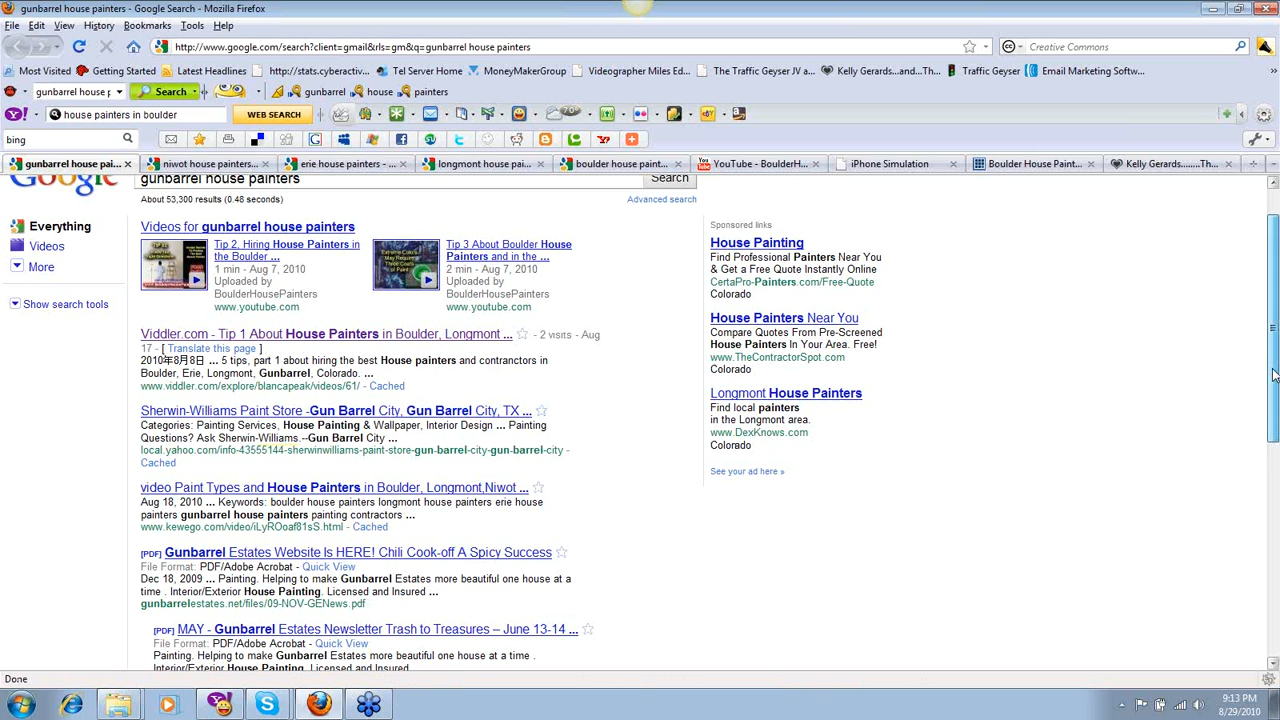 gunbarrel house painters - Google Search - Mozilla Firefox
File Edit View History Bookmarks Tools Help
http://www.google.com/search?client=gmail&rls=gm&q=gunbarrel house painters
Creative Commons
Most Visited Getting Started Latest Headlines http://stats.cyberactiv... Tel Server Home MoneyMakerGroup Videographer Miles Ed... The Traffic Geyser JV a... Kelly Gerards...and Th... Traffic Geyser Email Marketing Softw...
gunbarrel house p Search gunbarrel house painters
house painters in boulder WEB SEARCH 70°
bing
gunbarrel house pai... niwot house painters... erie house painters - ... longmont house pai... boulder house paint... YouTube - BoulderH... iPhone Simulation Boulder House Paint... Kelly Gerards.......and Th...
Google
gunbarrel house painters Search
About 53,300 results (0.48 seconds) Advanced search
Everything
Videos
More
Show search tools
Videos for gunbarrel house painters
Tip 2, Hiring House Painters in
the Boulder ...
1 min - Aug 7, 2010
Uploaded by
BoulderHousePainters
www.youtube.com
Tip 3 About Boulder House
Painters and in the ...
2 min - Aug 7, 2010
Uploaded by
BoulderHousePainters
www.youtube.com
Viddler.com - Tip 1 About House Painters in Boulder, Longmont ... - 2 visits - Aug
17 - [ Translate this page ]
2010年8月8日 ... 5 tips, part 1 about hiring the best House painters and contranctors in
Boulder, Erie, Longmont, Gunbarrel, Colorado. ...
www.viddler.com/explore/blancapeak/videos/61/ - Cached
Sherwin-Williams Paint Store -Gun Barrel City, Gun Barrel City, TX ...
Categories: Painting Services, House Painting & Wallpaper, Interior Design ... Painting
Questions? Ask Sherwin-Williams.--Gun Barrel City ...
local.yahoo.com/info-43555144-sherwinwilliams-paint-store-gun-barrel-city-gun-barrel-city -
Cached
video Paint Types and House Painters in Boulder, Longmont,Niwot ...
Aug 18, 2010 ... Keywords: boulder house painters longmont house painters erie house
painters gunbarrel house painters painting contractors ...
www.kewego.com/video/iLyROoaf81sS.html - Cached
[PDF] Gunbarrel Estates Website Is HERE! Chili Cook-off A Spicy Success
File Format: PDF/Adobe Acrobat - Quick View
Dec 18, 2009 ... Painting. Helping to make Gunbarrel Estates more beautiful one house at a
time . Interior/Exterior House Painting. Licensed and Insured ...
gunbarrelestates.net/files/09-NOV-GENews.pdf
[PDF] MAY - Gunbarrel Estates Newsletter Trash to Treasures – June 13-14 ...
File Format: PDF/Adobe Acrobat - Quick View
Painting. Helping to make Gunbarrel Estates more beautiful one house at a time .
Interior/Exterior House Painting. Licensed and Insured
Sponsored links
House Painting
Find Professional Painters Near You
& Get a Free Quote Instantly Online
CertaPro-Painters.com/Free-Quote
Colorado
House Painters Near You
Compare Quotes From Pre-Screened
House Painters In Your Area. Free!
www.TheContractorSpot.com
Colorado
Longmont House Painters
Find local painters
in the Longmont area.
www.DexKnows.com
Colorado
See your ad here »
Done
9:13 PM
8/29/2010